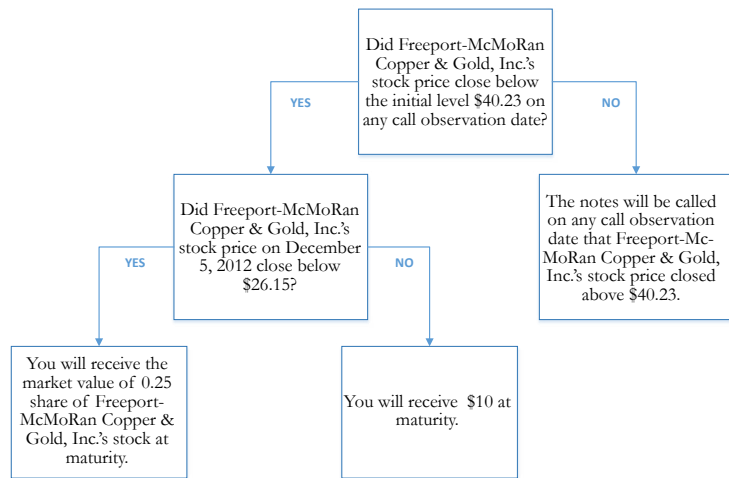 Did Freeport-McMoRan
Copper & Gold, Inc.'s
stock price close below
the initial level $40.23 on
any call observation date?
YES
NO
Did Freeport-McMoRan
Copper & Gold, Inc.'s
stock price on December
5, 2012 close below
$26.15?
The notes will be called
on any call observation
date that Freeport-Mc-
MoRan Copper & Gold,
Inc.'s stock price closed
above $40.23.
YES
NO
You will receive the
market value of 0.25
share of Freeport-
McMoRan Copper &
Gold, Inc.'s stock at
maturity.
You will receive $10 at
maturity.